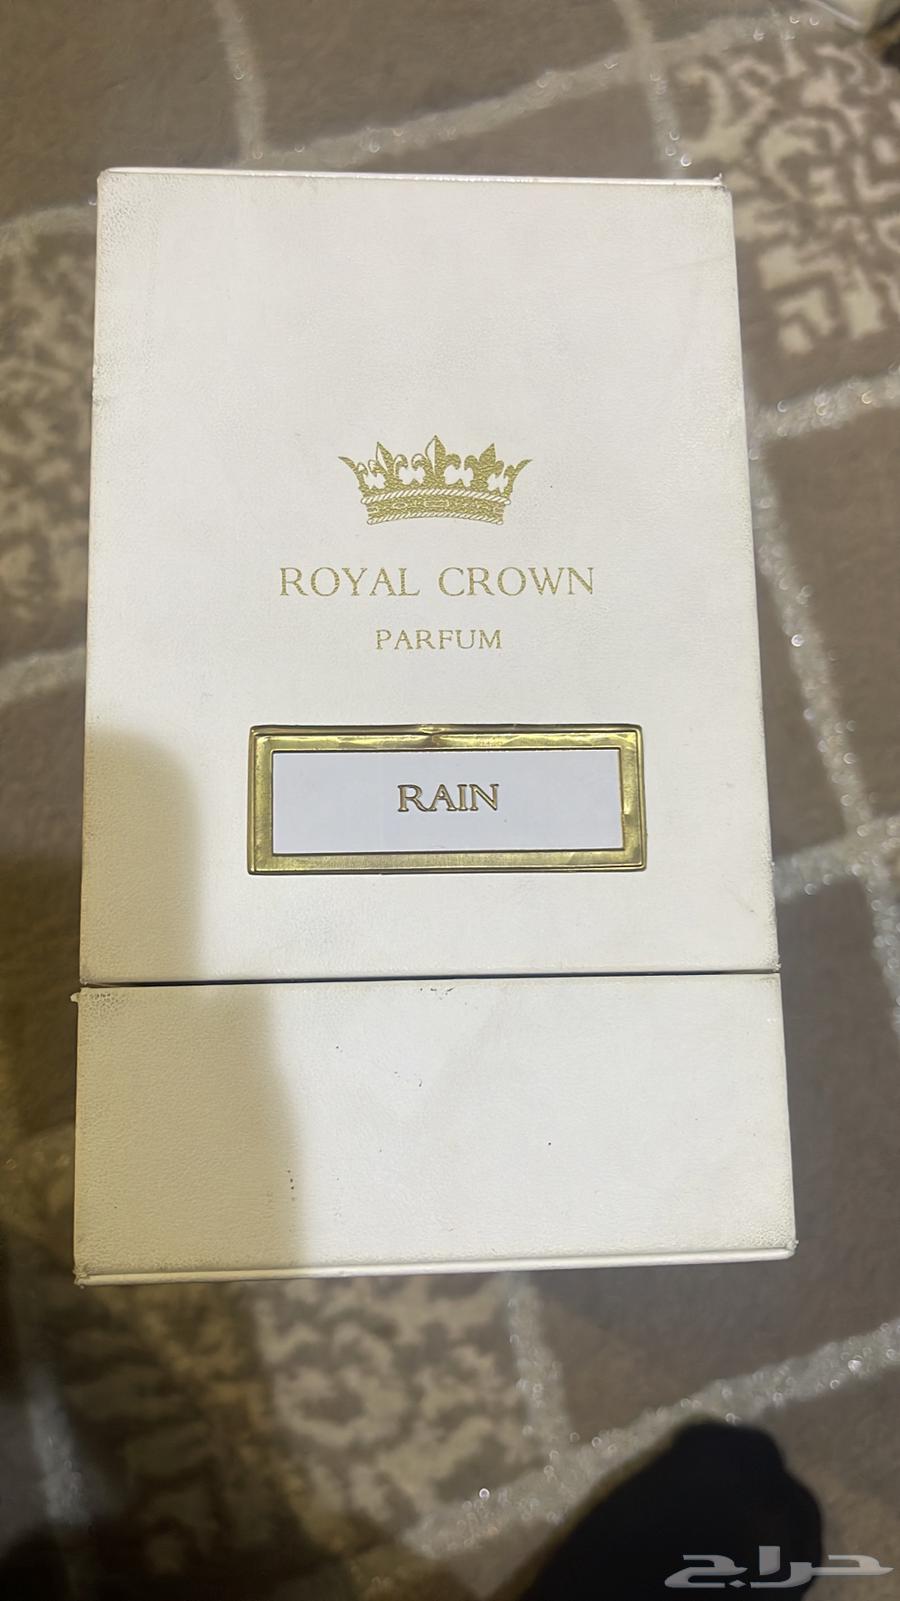 ROYAL CROWN
PARFUM
RAIN
حراج